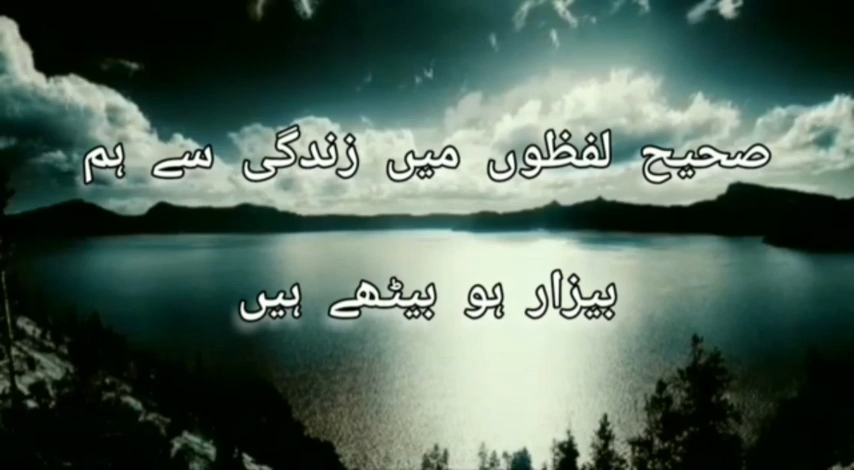 صحیح لفظوں میں زندگی سے ہم
بیزار ہو بیٹھے ہیں